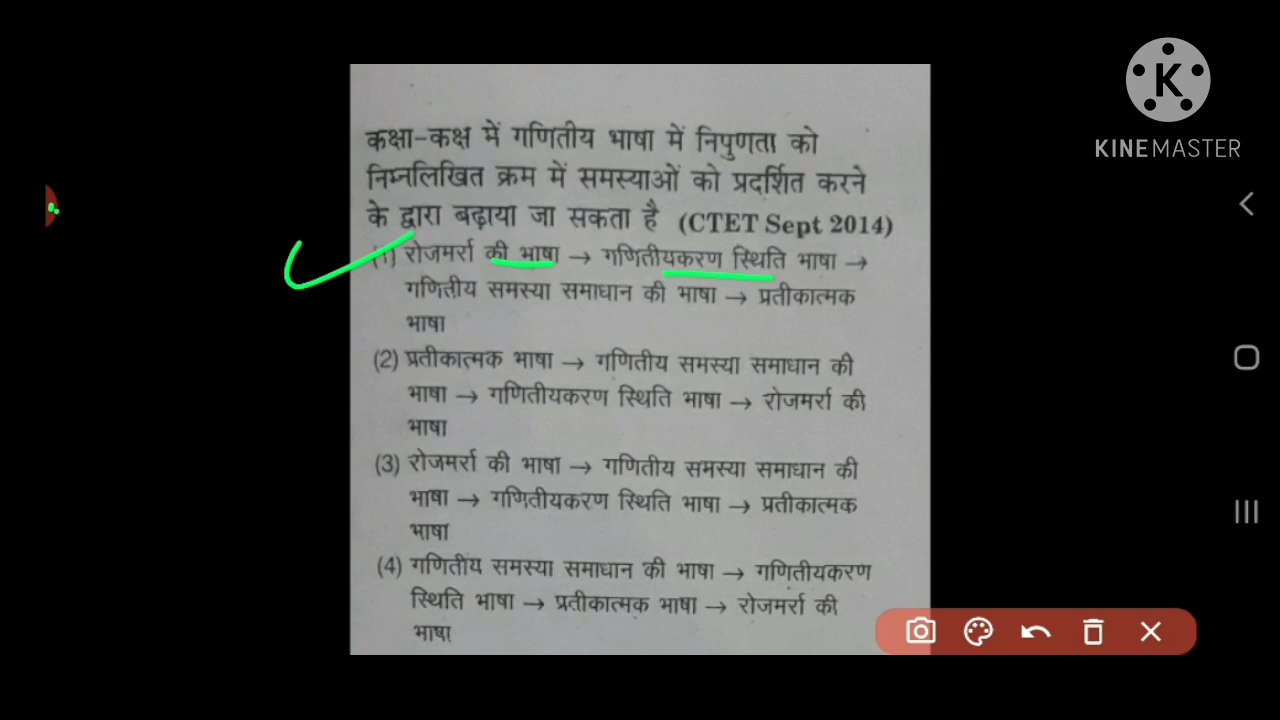 KINEMASTER
कक्षा-कक्ष में गणितीय भाषा में निपुणता को
निम्नलिखित क्रम में समस्याओं को प्रदर्शित करने
के द्वारा बढ़ाया जा सकता है (CTET Sept 2014)
(1) रोजमर्रा की भाषा → गणितीयकरण स्थिति भाषा →
गणितीय समस्या समाधान की भाषा → प्रतीकात्मक
भाषा
(2) प्रतीकात्मक भाषा → गणितीय समस्या समाधान की
भाषा → गणितीयकरण स्थिति भाषा → रोजमर्रा की
भाषा
(3) रोजमर्रा की भाषा → गणितीय समस्या समाधान की
भाषा → गणितीयकरण स्थिति भाषा → प्रतीकात्मक
भाषा
(4) गणितीय समस्या समाधान की भाषा → गणितीयकरण
स्थिति भाषा → प्रतीकात्मक भाषा → रोजमर्रा की
भाषा